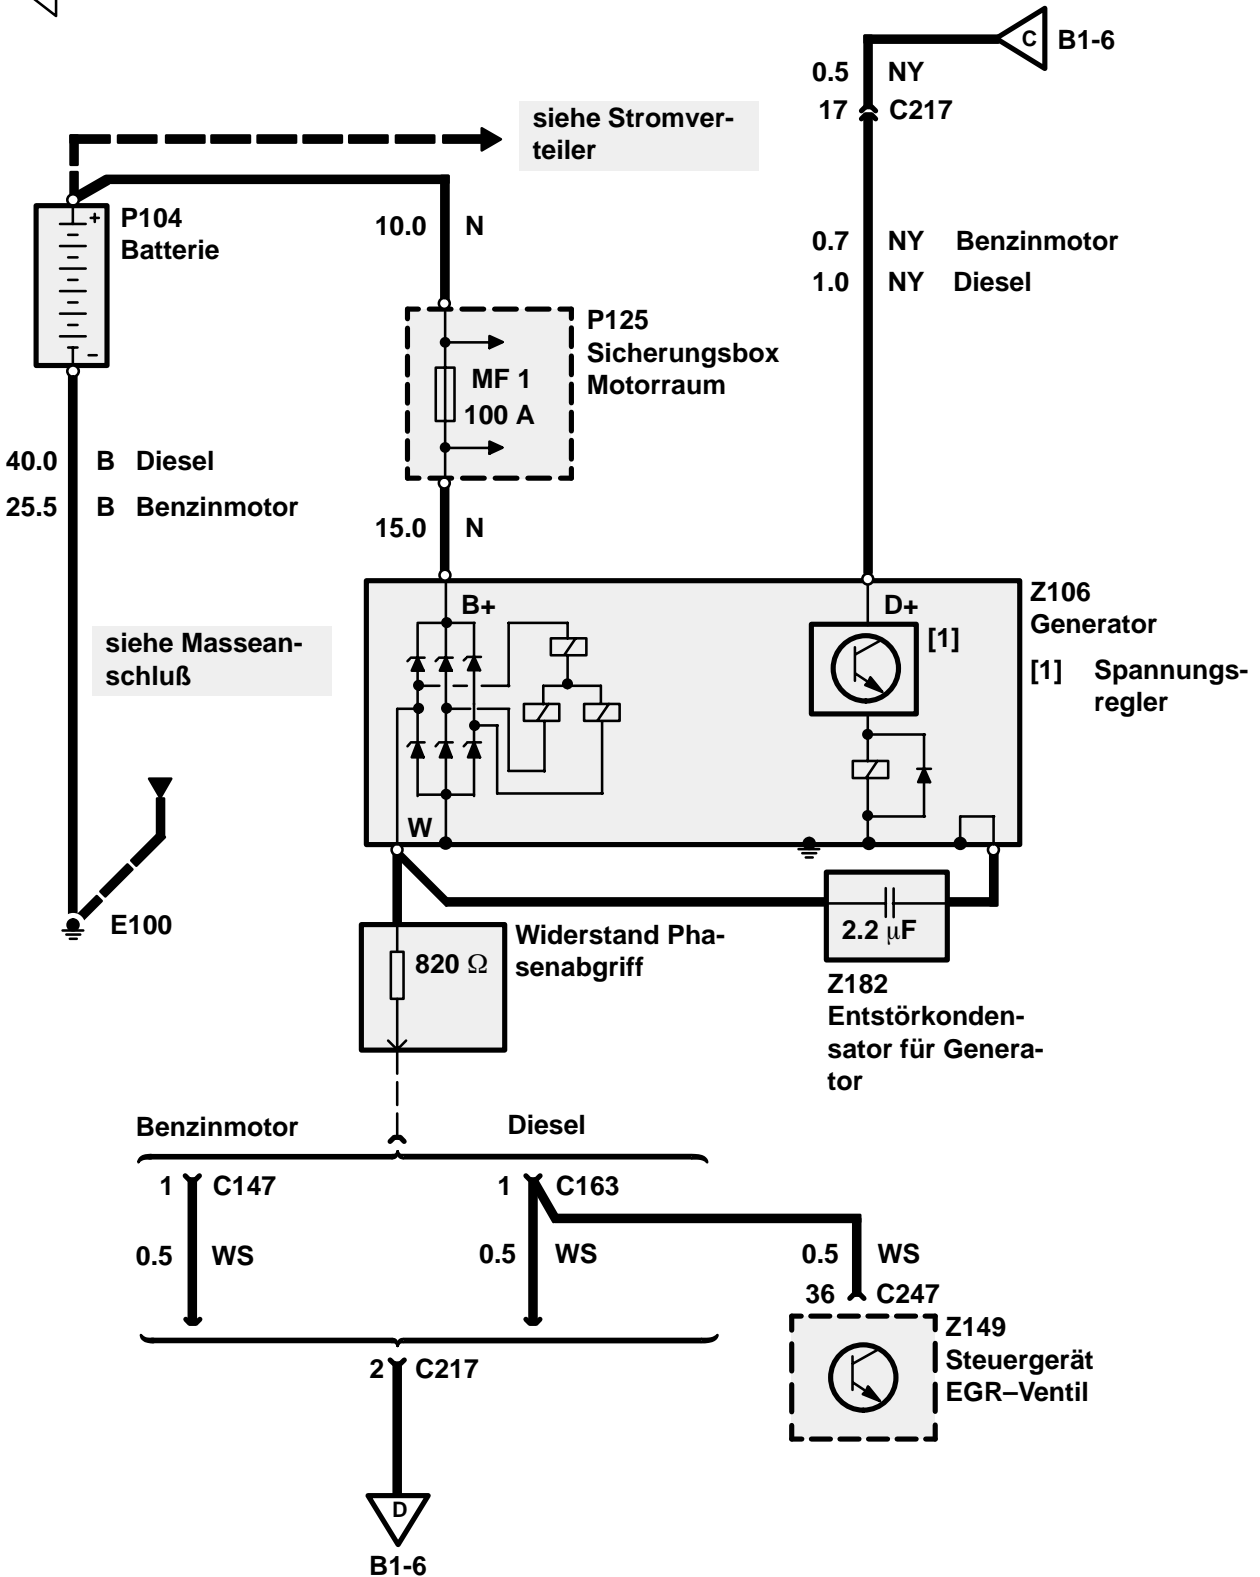 C B1-6
0.5 NY
17 C217
siehe Stromver-
teiler
P104
Batterie
+
−
10.0 N
0.7 NY Benzinmotor
1.0 NY Diesel
P125
Sicherungsbox
Motorraum
MF 1
100 A
40.0 B Diesel
25.5 B Benzinmotor
15.0 N
siehe Massean-
schluß
B+
D+
[1]
W
Z106
Generator
[1] Spannungs-
regler
E100
820 Ω
Widerstand Pha-
senabgriff
2.2 µF
Z182
Entstörkonden-
sator für Genera-
tor
Benzinmotor
Diesel
1 C147
1 C163
0.5 WS
0.5 WS
0.5 WS
36 C247
Z149
Steuergerät
EGR–Ventil
2 C217
D
B1-6